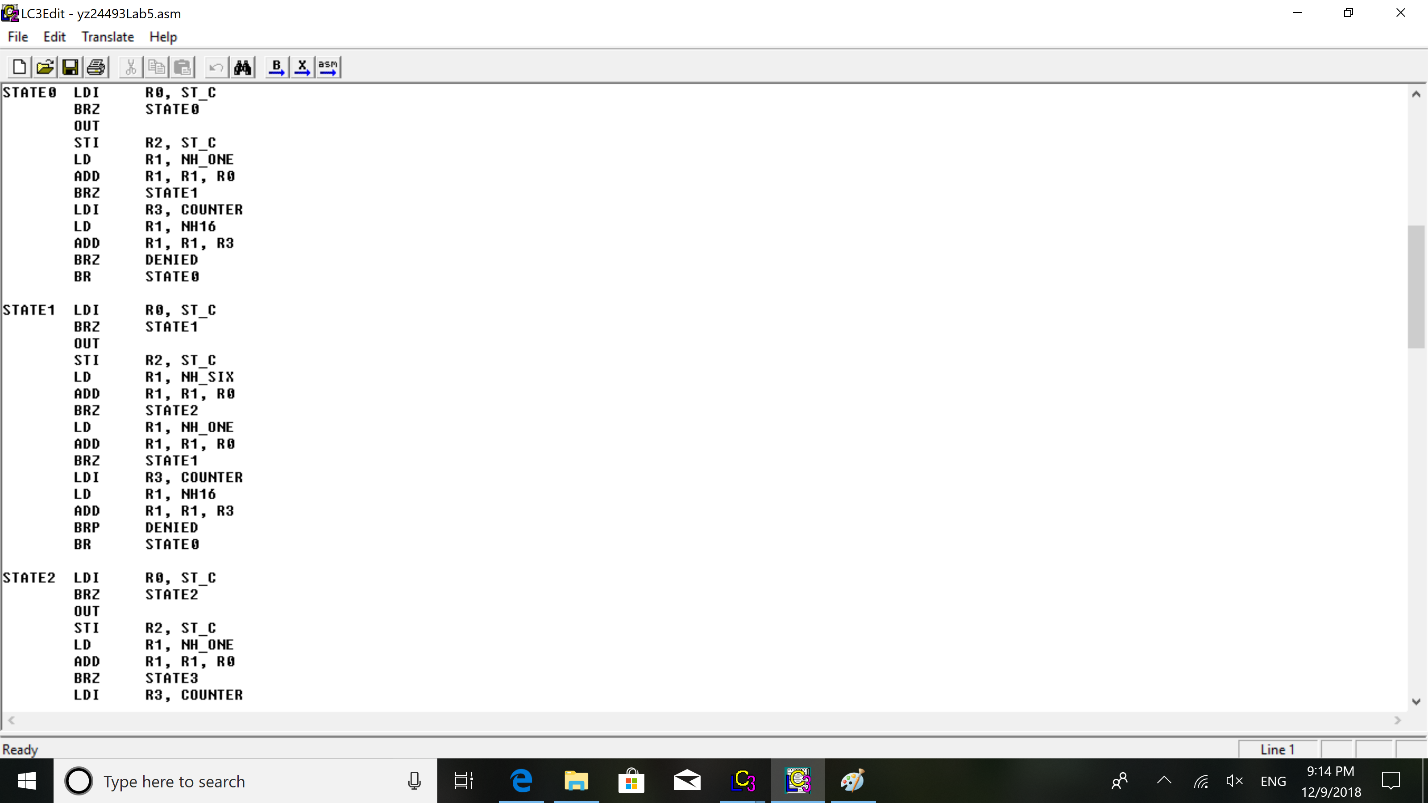 LC3Edit - yz24493Lab5.asm
File Edit Translate Help
B X asm
STATE0 LDI R0, ST_C
BRZ STATE0
OUT
STI R2, ST_C
LD R1, NH_ONE
ADD R1, R1, R0
BRZ STATE1
LDI R3, COUNTER
LD R1, NH16
ADD R1, R1, R3
BRZ DENIED
BR STATE0
STATE1 LDI R0, ST_C
BRZ STATE1
OUT
STI R2, ST_C
LD R1, NH_SIX
ADD R1, R1, R0
BRZ STATE2
LD R1, NH_ONE
ADD R1, R1, R0
BRZ STATE1
LDI R3, COUNTER
LD R1, NH16
ADD R1, R1, R3
BRP DENIED
BR STATE0
STATE2 LDI R0, ST_C
BRZ STATE2
OUT
STI R2, ST_C
LD R1, NH_ONE
ADD R1, R1, R0
BRZ STATE3
LDI R3, COUNTER
Ready Line 1
Type here to search ENG 9:14 PM
12/9/2018